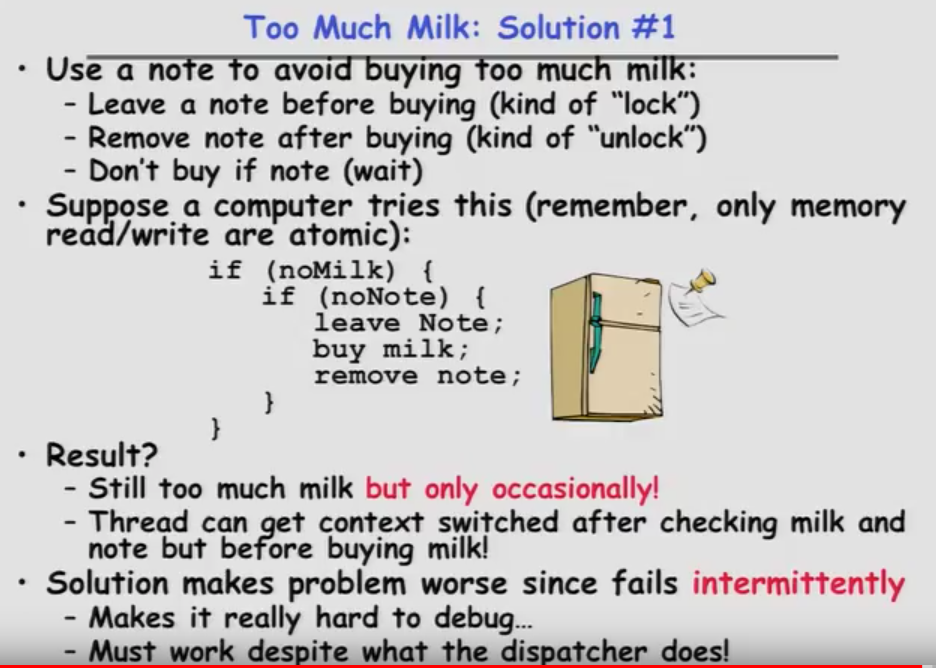 Too Much Milk: Solution #1
• Use a note to avoid buying too much milk:
– Leave a note before buying (kind of “lock”)
– Remove note after buying (kind of “unlock”)
– Don't buy if note (wait)
• Suppose a computer tries this (remember, only memory
read/write are atomic):
if (noMilk) {
if (noNote) {
leave Note;
buy milk;
remove note;
}
}
• Result?
– Still too much milk but only occasionally!
– Thread can get context switched after checking milk and
note but before buying milk!
• Solution makes problem worse since fails intermittently
– Makes it really hard to debug…
– Must work despite what the dispatcher does!